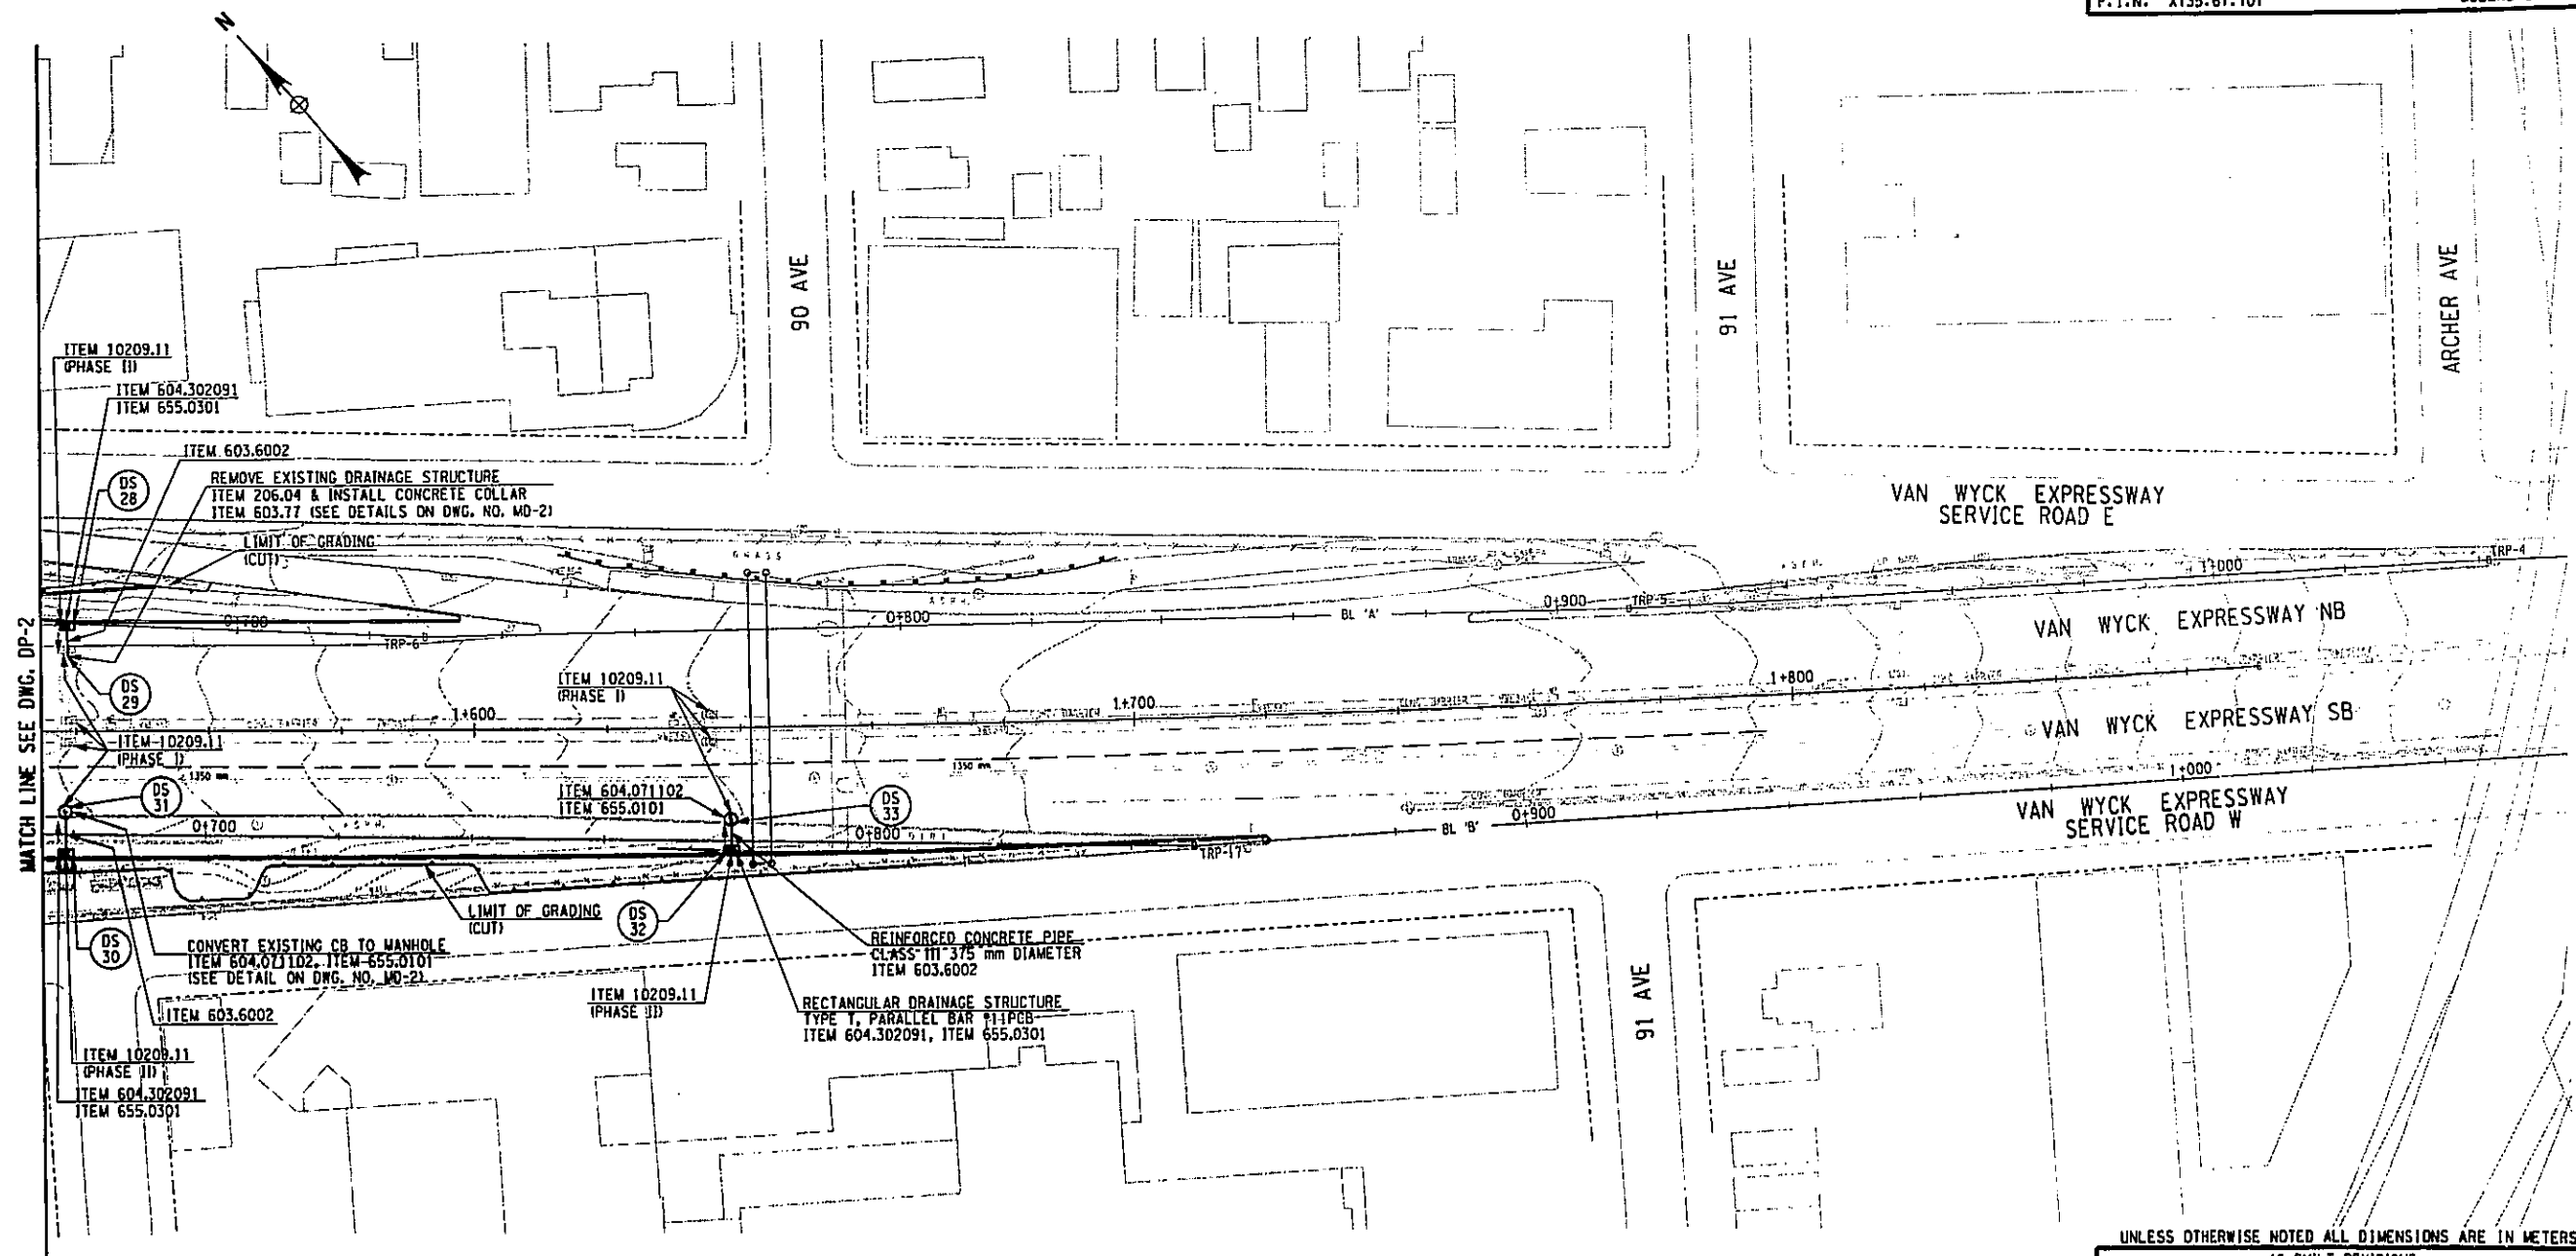 P.I.N. X735.61.101
N
90 AVE
91 AVE
ARCHER AVE
ITEM 10209.11
(PHASE II)
ITEM 604.302091
ITEM 655.0301
ITEM 603.6002
DS
28
REMOVE EXISTING DRAINAGE STRUCTURE
ITEM 206.04 & INSTALL CONCRETE COLLAR
ITEM 603.77 (SEE DETAILS ON DWG. NO. MD-2)
LIMIT OF GRADING
(CUT)
VAN WYCK EXPRESSWAY
SERVICE ROAD E
GRASS
ASPH.
TRP-4
1+000
0+700
0+800
BL 'A'
0+900
TRP-5
VAN WYCK EXPRESSWAY NB
TRP-6
MATCH LINE SEE DWG. DP-2
DS
29
ITEM 10209.11
(PHASE I)
1+600
1+700
1+800
VAN WYCK EXPRESSWAY SB
ITEM 10209.11
(PHASE I)
1350 mm
1350 mm
DS
31
ITEM 604.071102
ITEM 655.0101
DS
33
0+700
0+800
BL 'B'
0+900
1+000
VAN WYCK EXPRESSWAY
SERVICE ROAD W
TRP-17
LIMIT OF GRADING
(CUT)
DS
32
DS
30
CONVERT EXISTING CB TO MANHOLE
ITEM 604.071102, ITEM 655.0101
(SEE DETAIL ON DWG. NO. MD-2)
REINFORCED CONCRETE PIPE
CLASS III 375 mm DIAMETER
ITEM 603.6002
ITEM 603.6002
ITEM 10209.11
(PHASE II)
RECTANGULAR DRAINAGE STRUCTURE
TYPE T, PARALLEL BAR
ITEM 604.302091, ITEM 655.0301
91 AVE
ITEM 10209.11
(PHASE II)
ITEM 604.302091
ITEM 655.0301
UNLESS OTHERWISE NOTED ALL DIMENSIONS ARE IN METERS